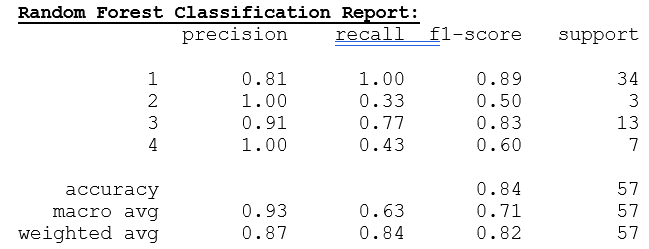 Random Forest Classification Report:
precision recall f1-score support
1 0.81 1.00 0.89 34
2 1.00 0.33 0.50 3
3 0.91 0.77 0.83 13
4 1.00 0.43 0.60 7
accuracy 0.84 57
macro avg 0.93 0.63 0.71 57
weighted avg 0.87 0.84 0.82 57